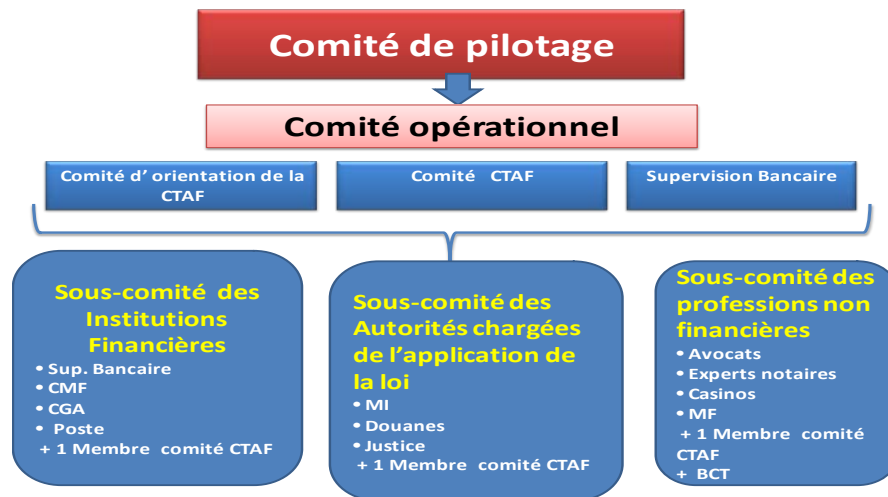 Comité de pilotage
Comité opérationnel
Comité d’ orientation de la
CTAF
Comité CTAF
Supervision Bancaire
Sous-comité des
Institutions
Financières
• Sup. Bancaire
• CMF
• CGA
• Poste
+ 1 Membre comité CTAF
Sous-comité des
Autorités chargées
de l’application de
la loi
• MI
• Douanes
• Justice
+ 1 Membre comité CTAF
Sous-comité des
professions non
financières
• Avocats
• Experts notaires
• Casinos
• MF
+ 1 Membre comité
CTAF
+ BCT